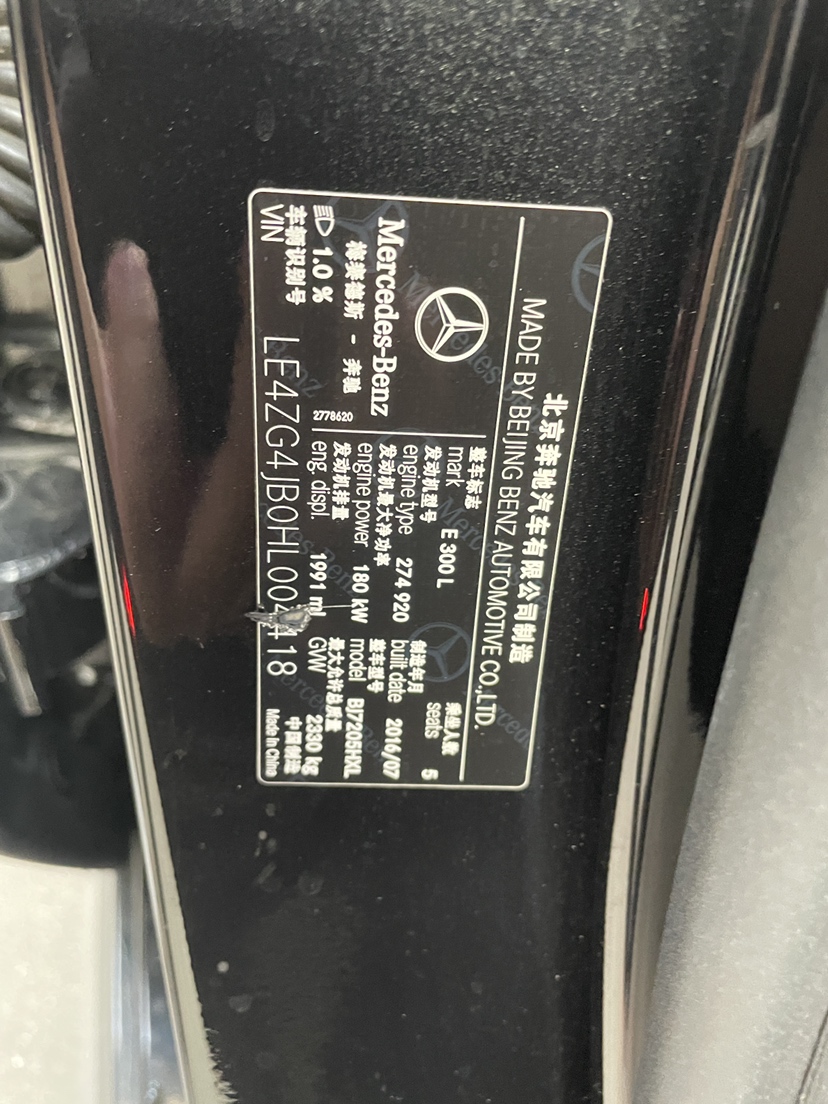 北京奔驰汽车有限公司制造
MADE BY BEIJING BENZ AUTOMOTIVE CO.,LTD.
Mercedes-Benz
梅赛德斯 - 奔驰
1.0 %
2778620
整车标志
mark E 300 L
乘坐人数
seats 5
发动机型号
engine type 274 920
制造年月
built date 2016/07
发动机最大净功率
engine power 180 kW
整车型号
model BJ7205HXL
发动机排量
eng. displ. 1991 ml
最大允许总质量
GVW 2330 kg
车辆识别号
VIN
中国制造
Made In China